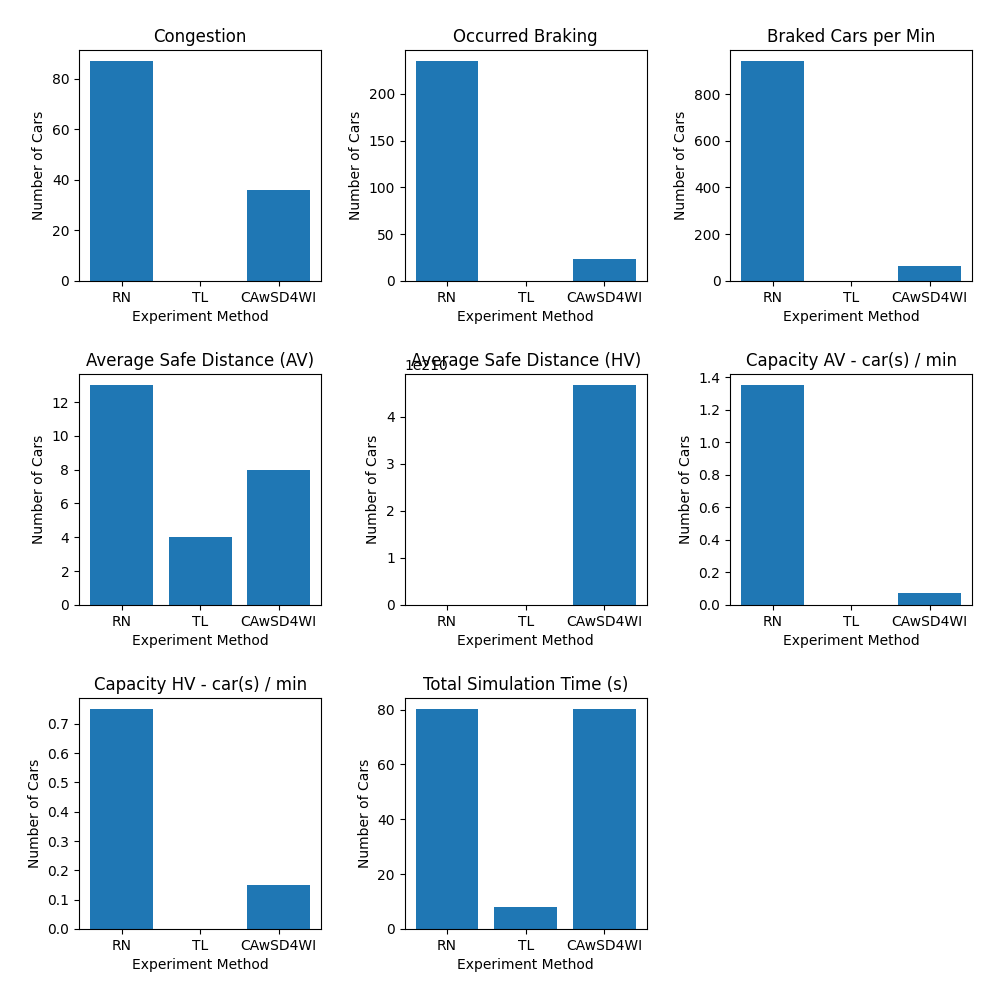 Congestion
Number of Cars
80
60
40
20
0
RN TL CAwSD4WI
Experiment Method
Occurred Braking
Number of Cars
200
150
100
50
0
RN TL CAwSD4WI
Experiment Method
Braked Cars per Min
Number of Cars
800
600
400
200
0
RN TL CAwSD4WI
Experiment Method
Average Safe Distance (AV)
Number of Cars
12
10
8
6
4
2
0
RN TL CAwSD4WI
Experiment Method
Average Safe Distance (HV)
1e210
Number of Cars
4
3
2
1
0
RN TL CAwSD4WI
Experiment Method
Capacity AV - car(s) / min
Number of Cars
1.4
1.2
1.0
0.8
0.6
0.4
0.2
0.0
RN TL CAwSD4WI
Experiment Method
Capacity HV - car(s) / min
Number of Cars
0.7
0.6
0.5
0.4
0.3
0.2
0.1
0.0
RN TL CAwSD4WI
Experiment Method
Total Simulation Time (s)
Number of Cars
80
60
40
20
0
RN TL CAwSD4WI
Experiment Method